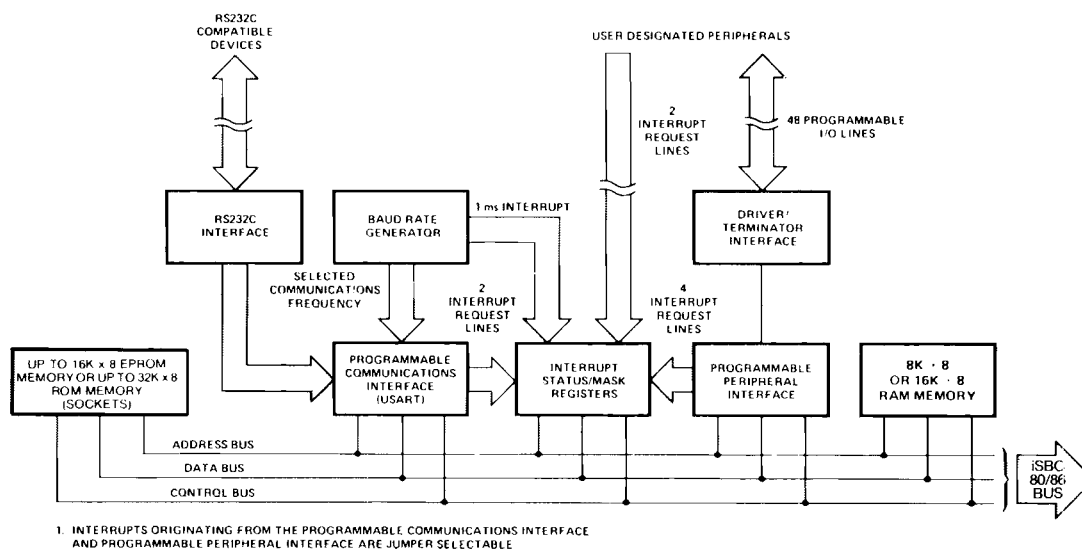 RS232C
COMPATIBLE
DEVICES
USER DESIGNATED PERIPHERALS
2
INTERRUPT
REQUEST
LINES
48 PROGRAMMABLE
I/O LINES
RS232C
INTERFACE
BAUD RATE
GENERATOR
1 ms INTERRUPT
DRIVER/
TERMINATOR
INTERFACE
SELECTED
COMMUNICATIONS
FREQUENCY
2
INTERRUPT
REQUEST
LINES
4
INTERRUPT
REQUEST
LINES
UP TO 16K x 8 EPROM
MEMORY OR UP TO 32K x 8
ROM MEMORY
(SOCKETS)
PROGRAMMABLE
COMMUNICATIONS
INTERFACE
(USART)
INTERRUPT
STATUS/MASK
REGISTERS
PROGRAMMABLE
PERIPHERAL
INTERFACE
8K · 8
OR 16K · 8
RAM MEMORY
ADDRESS BUS
DATA BUS
CONTROL BUS
iSBC
80/86
BUS
1. INTERRUPTS ORIGINATING FROM THE PROGRAMMABLE COMMUNICATIONS INTERFACE
AND PROGRAMMABLE PERIPHERAL INTERFACE ARE JUMPER SELECTABLE